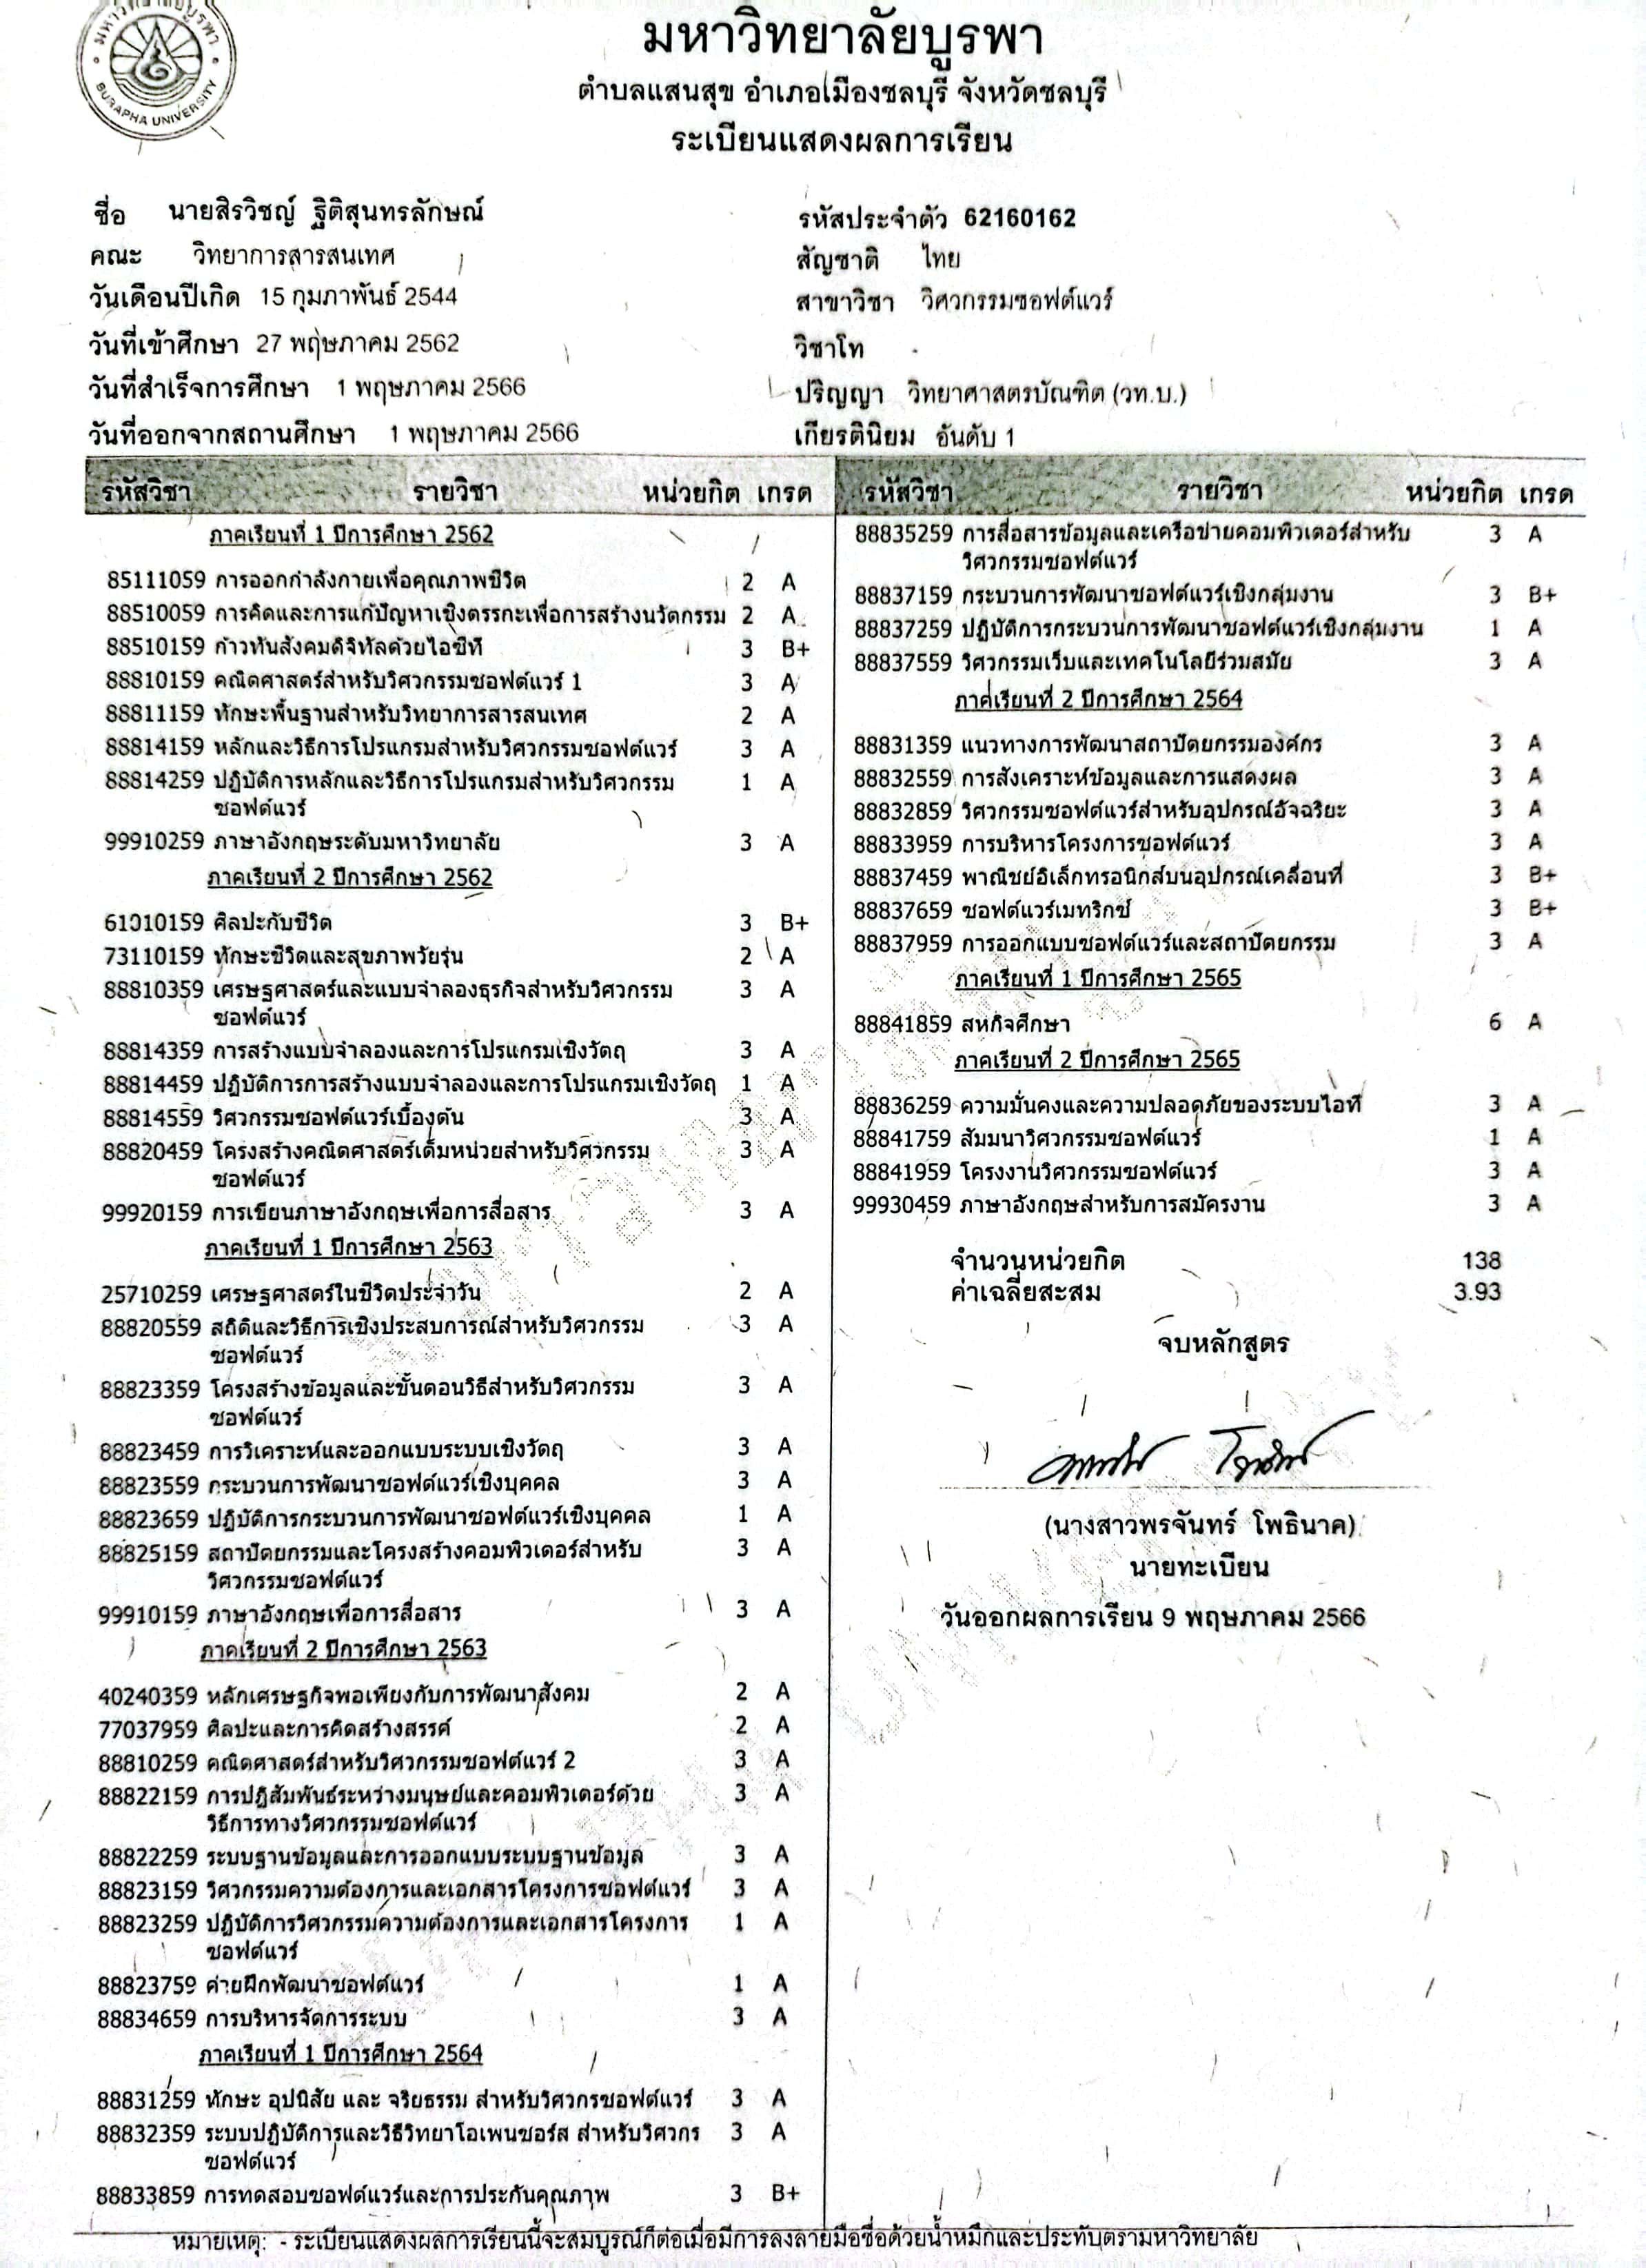 มหาวิทยาลัยบูรพา
BURAPHA UNIVERSITY
มหาวิทยาลัยบูรพา
ตำบลแสนสุข อำเภอเมืองชลบุรี จังหวัดชลบุรี
ระเบียนแสดงผลการเรียน
ชื่อ นายสิรวิชญ์ ฐิติสุนทรลักษณ์
คณะ วิทยาการสารสนเทศ
วันเดือนปีเกิด 15 กุมภาพันธ์ 2544
วันที่เข้าศึกษา 27 พฤษภาคม 2562
วันที่สำเร็จการศึกษา 1 พฤษภาคม 2566
วันที่ออกจากสถานศึกษา 1 พฤษภาคม 2566
รหัสประจำตัว 62160162
สัญชาติ ไทย
สาขาวิชา วิศวกรรมซอฟต์แวร์
วิชาโท -
ปริญญา วิทยาศาสตรบัณฑิต (วท.บ.)
เกียรตินิยม อันดับ 1
รหัสวิชา รายวิชา หน่วยกิต เกรด
ภาคเรียนที่ 1 ปีการศึกษา 2562
85111059 การออกกำลังกายเพื่อคุณภาพชีวิต 2 A
88510059 การคิดและการแก้ปัญหาเชิงตรรกะเพื่อการสร้างนวัตกรรม 2 A
88510159 ก้าวทันสังคมดิจิทัลด้วยไอซีที 3 B+
88810159 คณิตศาสตร์สำหรับวิศวกรรมซอฟต์แวร์ 1 3 A
88811159 ทักษะพื้นฐานสำหรับวิทยาการสารสนเทศ 2 A
88814159 หลักและวิธีการโปรแกรมสำหรับวิศวกรรมซอฟต์แวร์ 3 A
88814259 ปฏิบัติการหลักและวิธีการโปรแกรมสำหรับวิศวกรรม 1 A
ซอฟต์แวร์
99910259 ภาษาอังกฤษระดับมหาวิทยาลัย 3 A
ภาคเรียนที่ 2 ปีการศึกษา 2562
61010159 ศิลปะกับชีวิต 3 B+
73110159 ทักษะชีวิตและสุขภาพวัยรุ่น 2 A
88810359 เศรษฐศาสตร์และแบบจำลองธุรกิจสำหรับวิศวกรรม 3 A
ซอฟต์แวร์
88814359 การสร้างแบบจำลองและการโปรแกรมเชิงวัตถุ 3 A
88814459 ปฏิบัติการการสร้างแบบจำลองและการโปรแกรมเชิงวัตถุ 1 A
88814559 วิศวกรรมซอฟต์แวร์เบื้องต้น 3 A
88820459 โครงสร้างคณิตศาสตร์เต็มหน่วยสำหรับวิศวกรรม 3 A
ซอฟต์แวร์
99920159 การเขียนภาษาอังกฤษเพื่อการสื่อสาร 3 A
ภาคเรียนที่ 1 ปีการศึกษา 2563
25710259 เศรษฐศาสตร์ในชีวิตประจำวัน 2 A
88820559 สถิติและวิธีการเชิงประสบการณ์สำหรับวิศวกรรม 3 A
ซอฟต์แวร์
88823359 โครงสร้างข้อมูลและขั้นตอนวิธีสำหรับวิศวกรรม 3 A
ซอฟต์แวร์
88823459 การวิเคราะห์และออกแบบระบบเชิงวัตถุ 3 A
88823559 กระบวนการพัฒนาซอฟต์แวร์เชิงบุคคล 3 A
88823659 ปฏิบัติการกระบวนการพัฒนาซอฟต์แวร์เชิงบุคคล 1 A
88825159 สถาปัตยกรรมและโครงสร้างคอมพิวเตอร์สำหรับ 3 A
วิศวกรรมซอฟต์แวร์
99910159 ภาษาอังกฤษเพื่อการสื่อสาร 3 A
ภาคเรียนที่ 2 ปีการศึกษา 2563
40240359 หลักเศรษฐกิจพอเพียงกับการพัฒนาสังคม 2 A
77037959 ศิลปะและการคิดสร้างสรรค์ 2 A
88810259 คณิตศาสตร์สำหรับวิศวกรรมซอฟต์แวร์ 2 3 A
88822159 การปฏิสัมพันธ์ระหว่างมนุษย์และคอมพิวเตอร์ด้วย 3 A
วิธีการทางวิศวกรรมซอฟต์แวร์
88822259 ระบบฐานข้อมูลและการออกแบบระบบฐานข้อมูล 3 A
88823159 วิศวกรรมความต้องการและเอกสารโครงการซอฟต์แวร์ 3 A
88823259 ปฏิบัติการวิศวกรรมความต้องการและเอกสารโครงการ 1 A
ซอฟต์แวร์
88823759 ค่ายฝึกพัฒนาซอฟต์แวร์ 1 A
88834659 การบริหารจัดการระบบ 3 A
ภาคเรียนที่ 1 ปีการศึกษา 2564
88831259 ทักษะ อุปนิสัย และ จริยธรรม สำหรับวิศวกรซอฟต์แวร์ 3 A
88832359 ระบบปฏิบัติการและวิธีวิทยาโอเพนซอร์ส สำหรับวิศวกร 3 A
ซอฟต์แวร์
88833859 การทดสอบซอฟต์แวร์และการประกันคุณภาพ 3 B+
รหัสวิชา รายวิชา หน่วยกิต เกรด
88835259 การสื่อสารข้อมูลและเครือข่ายคอมพิวเตอร์สำหรับ 3 A
วิศวกรรมซอฟต์แวร์
88837159 กระบวนการพัฒนาซอฟต์แวร์เชิงกลุ่มงาน 3 B+
88837259 ปฏิบัติการกระบวนการพัฒนาซอฟต์แวร์เชิงกลุ่มงาน 1 A
88837559 วิศวกรรมเว็บและเทคโนโลยีร่วมสมัย 3 A
ภาคเรียนที่ 2 ปีการศึกษา 2564
88831359 แนวทางการพัฒนาสถาปัตยกรรมองค์กร 3 A
88832559 การสังเคราะห์ข้อมูลและการแสดงผล 3 A
88832859 วิศวกรรมซอฟต์แวร์สำหรับอุปกรณ์อัจฉริยะ 3 A
88833959 การบริหารโครงการซอฟต์แวร์ 3 A
88837459 พาณิชย์อิเล็กทรอนิกส์บนอุปกรณ์เคลื่อนที่ 3 B+
88837659 ซอฟต์แวร์เมทริกซ์ 3 B+
88837959 การออกแบบซอฟต์แวร์และสถาปัตยกรรม 3 A
ภาคเรียนที่ 1 ปีการศึกษา 2565
88841859 สหกิจศึกษา 6 A
ภาคเรียนที่ 2 ปีการศึกษา 2565
88836259 ความมั่นคงและความปลอดภัยของระบบไอที 3 A
88841759 สัมมนาวิศวกรรมซอฟต์แวร์ 1 A
88841959 โครงงานวิศวกรรมซอฟต์แวร์ 3 A
99930459 ภาษาอังกฤษสำหรับการสมัครงาน 3 A
จำนวนหน่วยกิต 138
ค่าเฉลี่ยสะสม 3.93
จบหลักสูตร
(นางสาวพรจันทร์ โพธินาค)
นายทะเบียน
วันออกผลการเรียน 9 พฤษภาคม 2566
หมายเหตุ: - ระเบียนแสดงผลการเรียนนี้จะสมบูรณ์ก็ต่อเมื่อมีการลงลายมือชื่อด้วยน้ำหมึกและประทับตรามหาวิทยาลัย